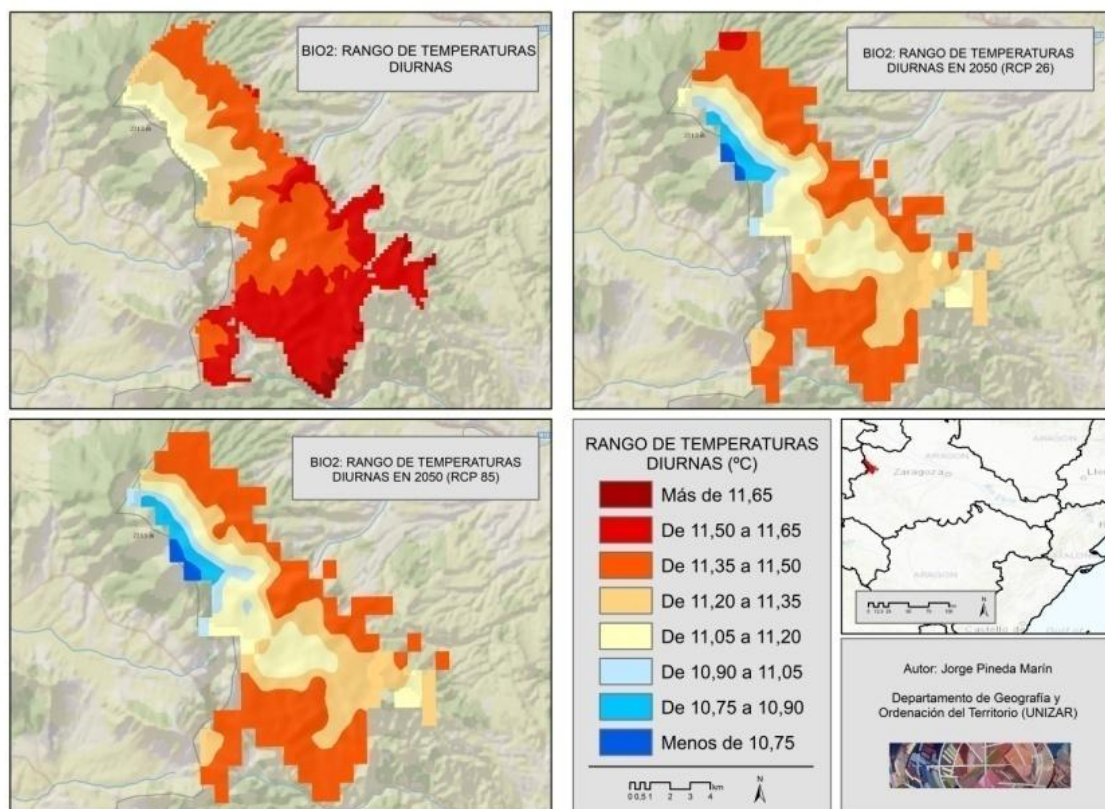 BIO2: RANGO DE TEMPERATURAS
DIURNAS
BIO2: RANGO DE TEMPERATURAS
DIURNAS EN 2050 (RCP 26)
BIO2: RANGO DE TEMPERATURAS
DIURNAS EN 2050 (RCP 85)
RANGO DE TEMPERATURAS
DIURNAS (ºC)
Más de 11,65
De 11,50 a 11,65
De 11,35 a 11,50
De 11,20 a 11,35
De 11,05 a 11,20
De 10,90 a 11,05
De 10,75 a 10,90
Menos de 10,75
0 0,5 1 2 3 4 km
N
ARAGÓN
Zaragoza
ARAGÓN
N
Autor: Jorge Pineda Marín
Departamento de Geografía y
Ordenación del Territorio (UNIZAR)